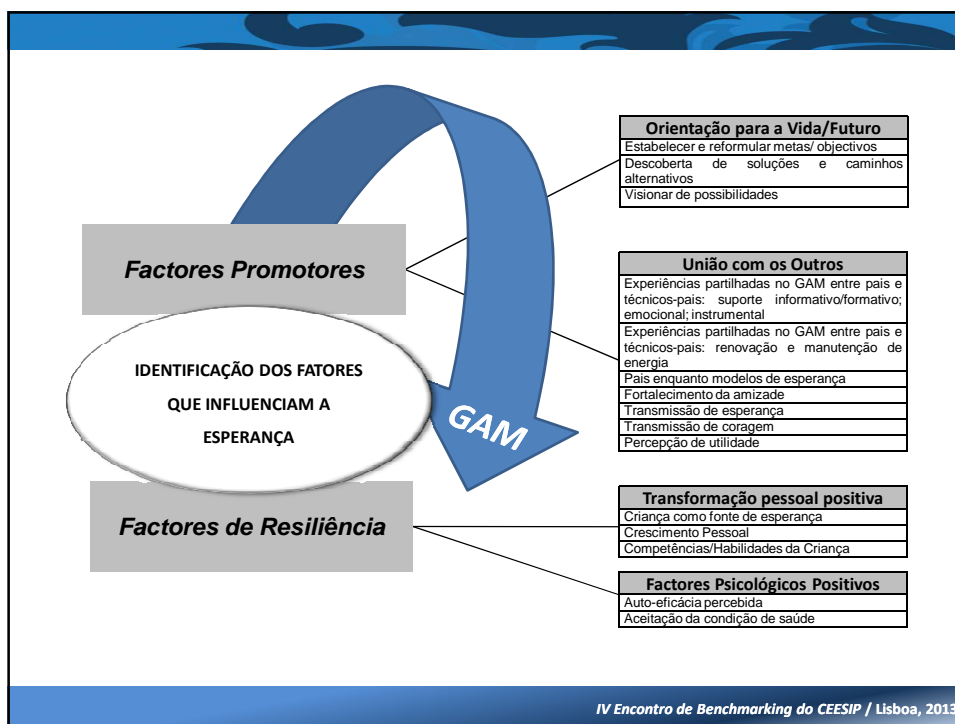 Factores Promotores
IDENTIFICAÇÃO DOS FATORES
QUE INFLUENCIAM A
ESPERANÇA
Factores de Resiliência
GAM
Orientação para a Vida/Futuro
Estabelecer e reformular metas/ objectivos
Descoberta de soluções e caminhos
alternativos
Visionar de possibilidades
União com os Outros
Experiências partilhadas no GAM entre pais e
técnicos-pais: suporte informativo/formativo;
emocional; instrumental
Experiências partilhadas no GAM entre pais e
técnicos-pais: renovação e manutenção de
energia
Pais enquanto modelos de esperança
Fortalecimento da amizade
Transmissão de esperança
Transmissão de coragem
Percepção de utilidade
Transformação pessoal positiva
Criança como fonte de esperança
Crescimento Pessoal
Competências/Habilidades da Criança
Factores Psicológicos Positivos
Auto-eficácia percebida
Aceitação da condição de saúde
IV Encontro de Benchmarking do CEESIP / Lisboa, 2013